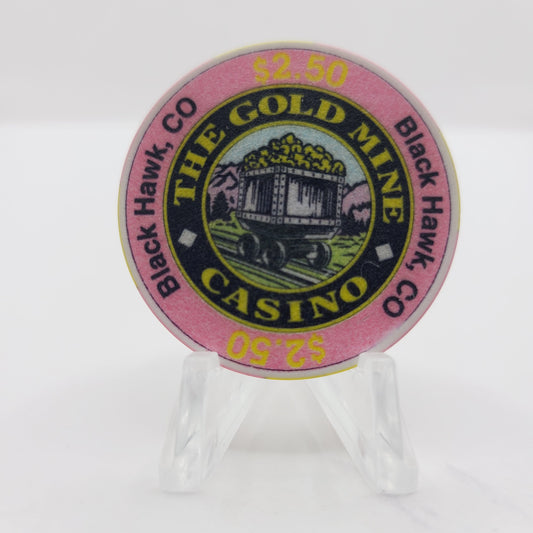 $2.50
THE GOLD MINE
CASINO
Black Hawk, CO
Black Hawk, CO
$2.50